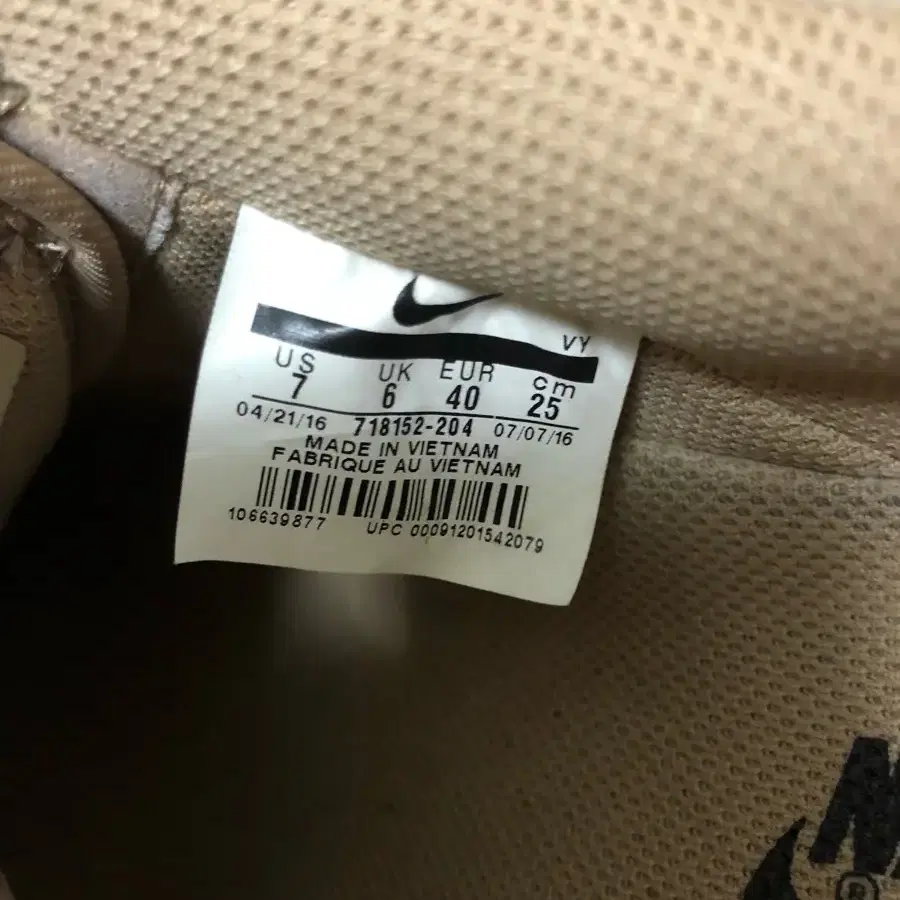 VY
US UK EUR cm
7 6 40 25
04/21/16 718152-204 07/07/16
MADE IN VIETNAM
FABRIQUE AU VIETNAM
106639877 UPC 00091201542079
®